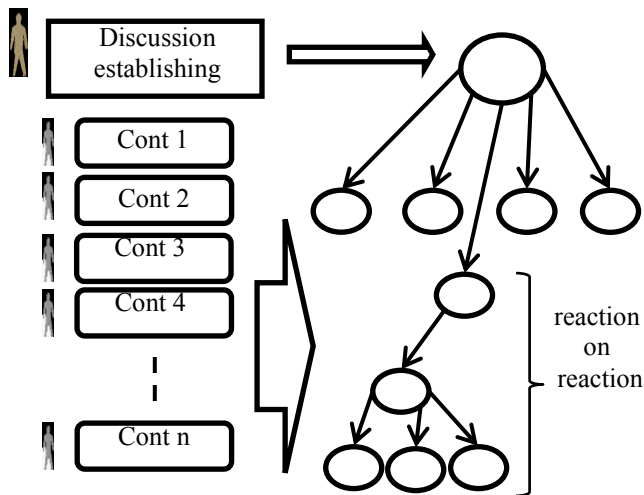 Discussion
establishing
Cont 1
Cont 2
Cont 3
Cont 4
Cont n
reaction
on
reaction